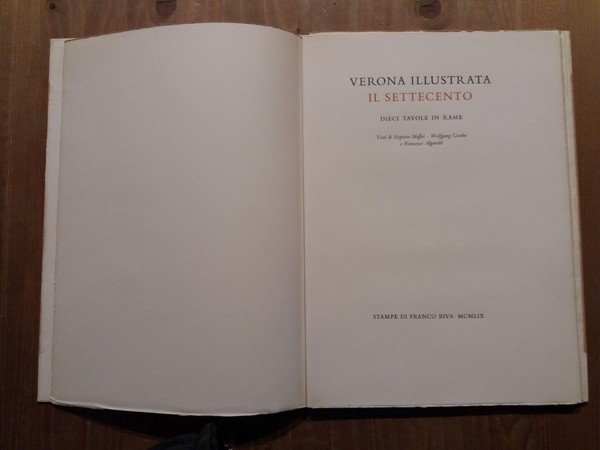 VERONA ILLUSTRATA
IL SETTECENTO
DIECI TAVOLE IN RAME
Testi di Scipione Maffei - Wolfgang Goethe
e Francesco Algarotti
STAMPE DI FRANCO RIVA · MCMLIX